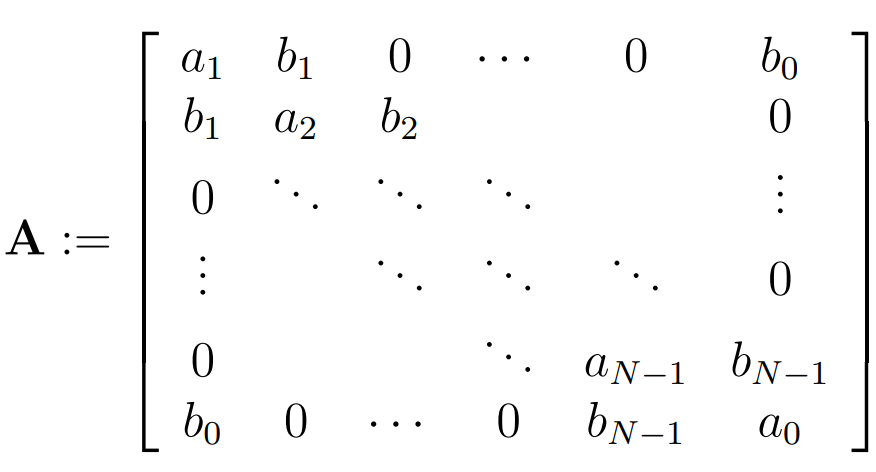 a_1 b_1 0 ⋯ 0 b_0
b_1 a_2 b_2 0
0 ⋱ ⋱ ⋱ ⋮
A := ⋮ ⋱ ⋱ ⋱ 0
0 ⋱ a_{N−1} b_{N−1}
b_0 0 ⋯ 0 b_{N−1} a_0